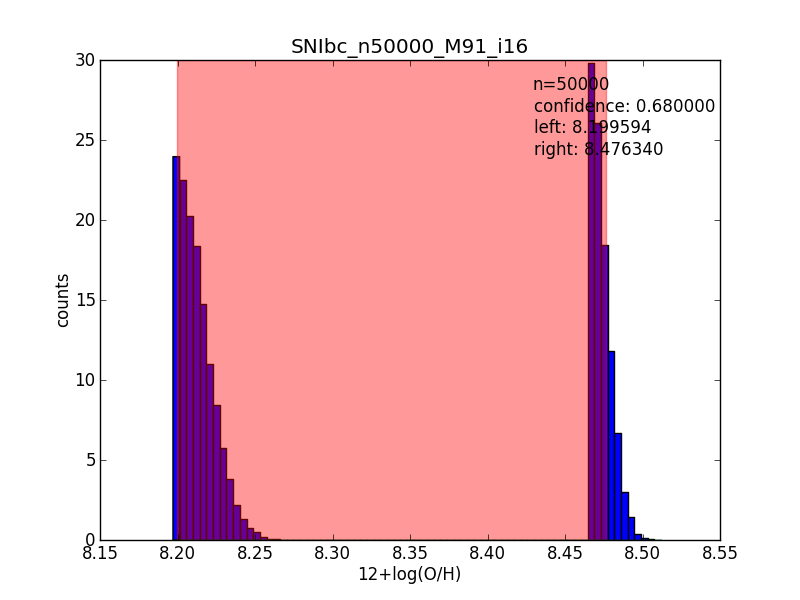 SNIbc_n50000_M91_i16
30
25
20
15
10
5
0
counts
n=50000
confidence: 0.680000
left: 8.199594
right: 8.476340
8.15 8.20 8.25 8.30 8.35 8.40 8.45 8.50 8.55
12+log(O/H)